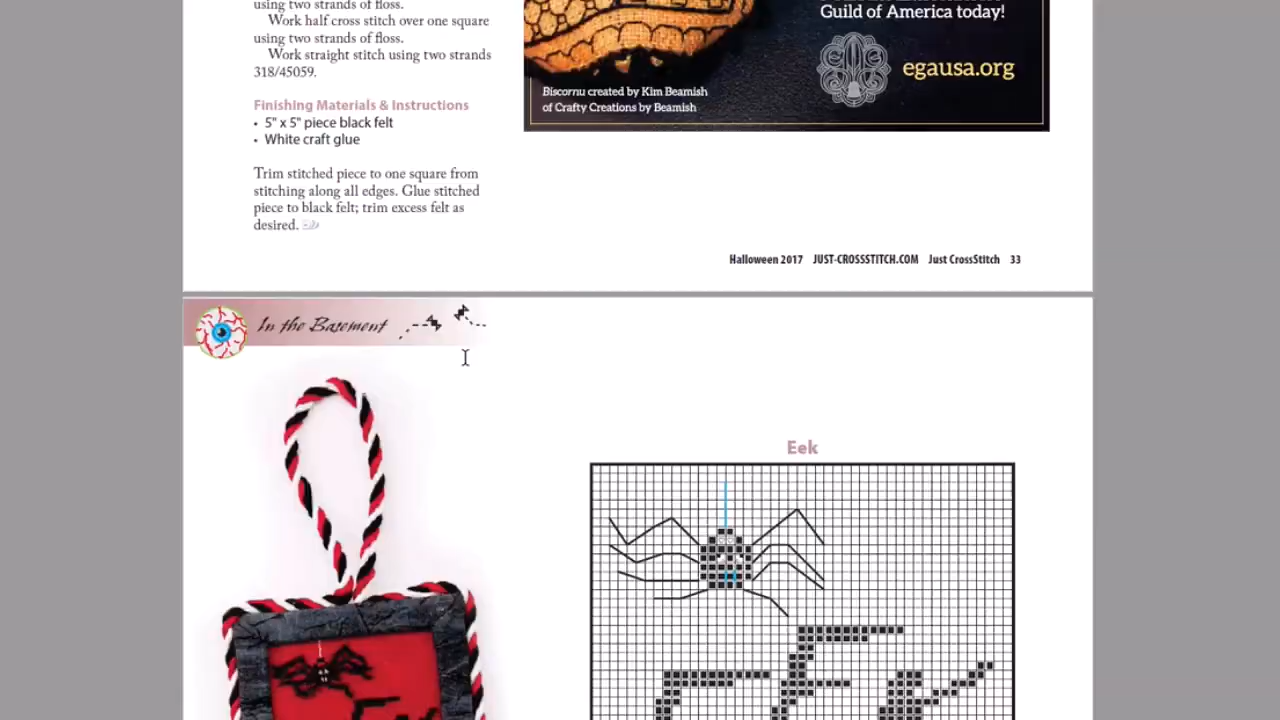 using two strands of floss.
Work half cross stitch over one square
using two strands of floss.
Work straight stitch using two strands
318/45059.
Finishing Materials & Instructions
• 5" x 5" piece black felt
• White craft glue
Trim stitched piece to one square from
stitching along all edges. Glue stitched
piece to black felt; trim excess felt as
desired.
Guild of America today!
egausa.org
Biscornu created by Kim Beamish
of Crafty Creations by Beamish
Halloween 2017 JUST-CROSSSTITCH.COM Just CrossStitch 33
In the Basement
Eek